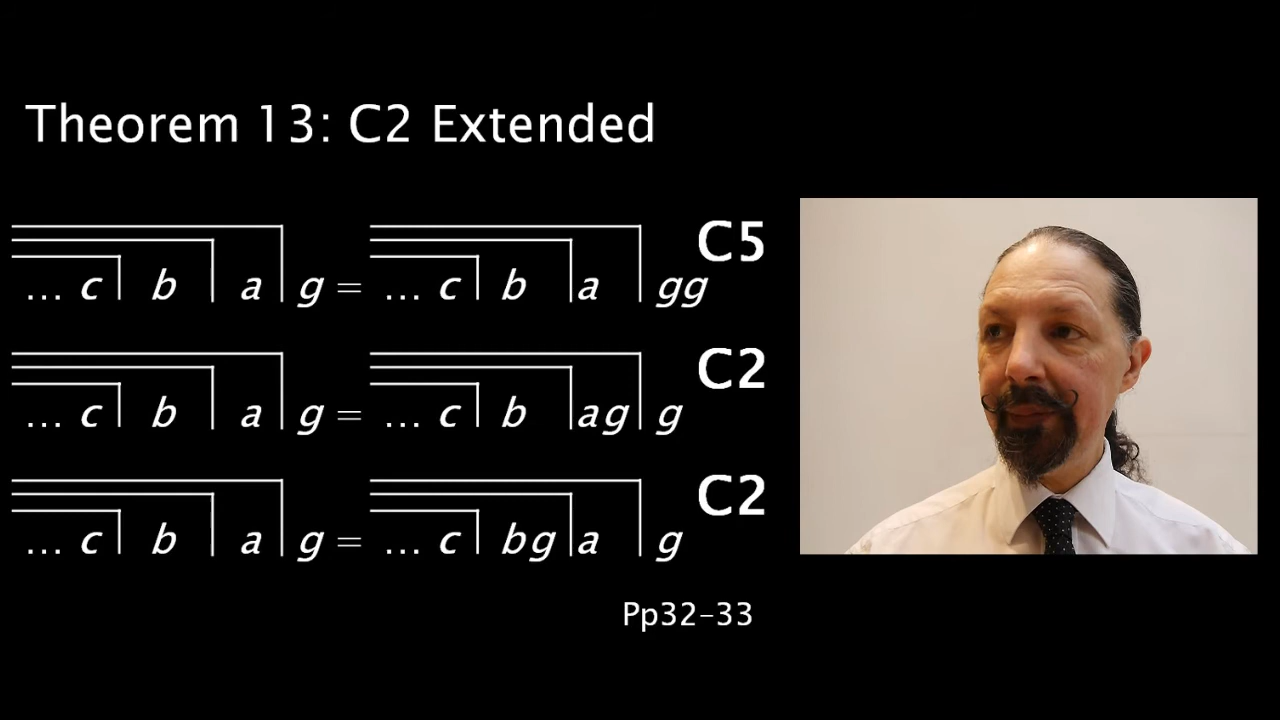 Theorem 13: C2 Extended
... c b a g = ... c b a gg C5
... c b a g = ... c b ag g C2
... c b a g = ... c bg a g C2
Pp32-33